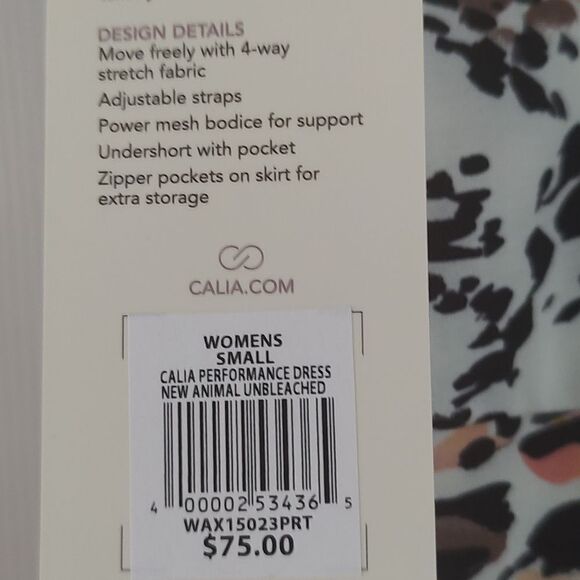 DESIGN DETAILS
Move freely with 4-way
stretch fabric
Adjustable straps
Power mesh bodice for support
Undershort with pocket
Zipper pockets on skirt for
extra storage
CALIA.COM
WOMENS
SMALL
CALIA PERFORMANCE DRESS
NEW ANIMAL UNBLEACHED
4 00002 53436 5
WAX15023PRT
$75.00